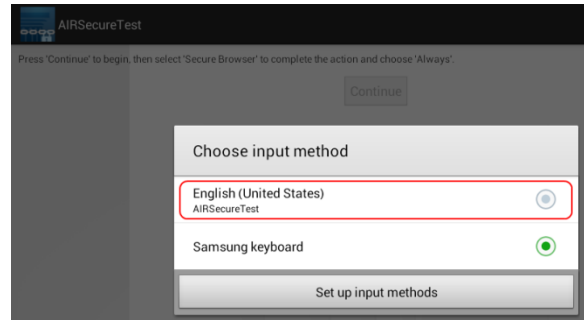 AIRSecureTest
Press 'Continue' to begin, then select 'Secure Browser' to complete the action and choose 'Always'.
Continue
Choose input method
English (United States)
AIRSecureTest
Samsung keyboard
Set up input methods